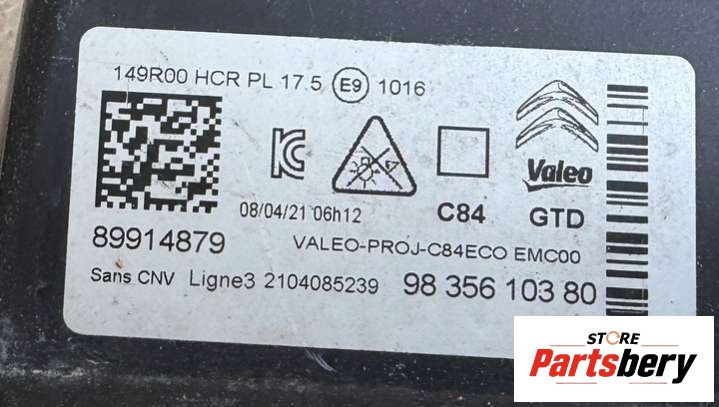 149R00 HCR PL 17.5 E9 1016
Valeo
08/04/21 06h12 C84 GTD
89914879 VALEO-PROJ-C84ECO EMC00
Sans CNV Ligne3 2104085239 98 356 103 80
STORE
Partsbery